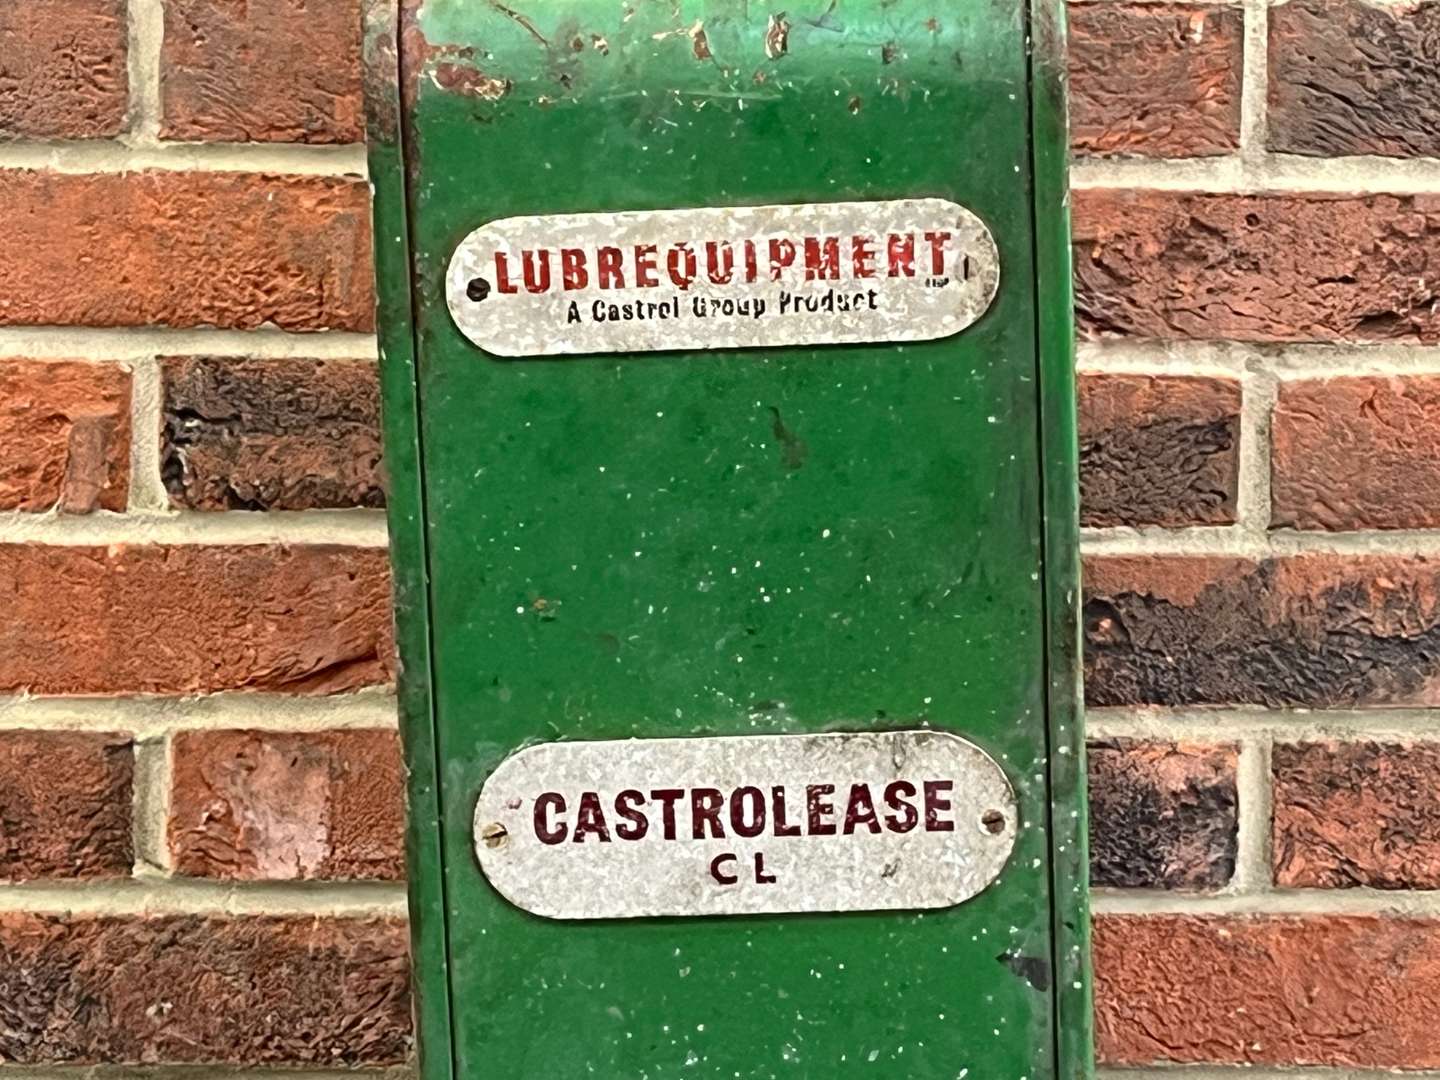 LUBREQUIPMENT
A Castrol Group Product
CASTROLEASE
CL